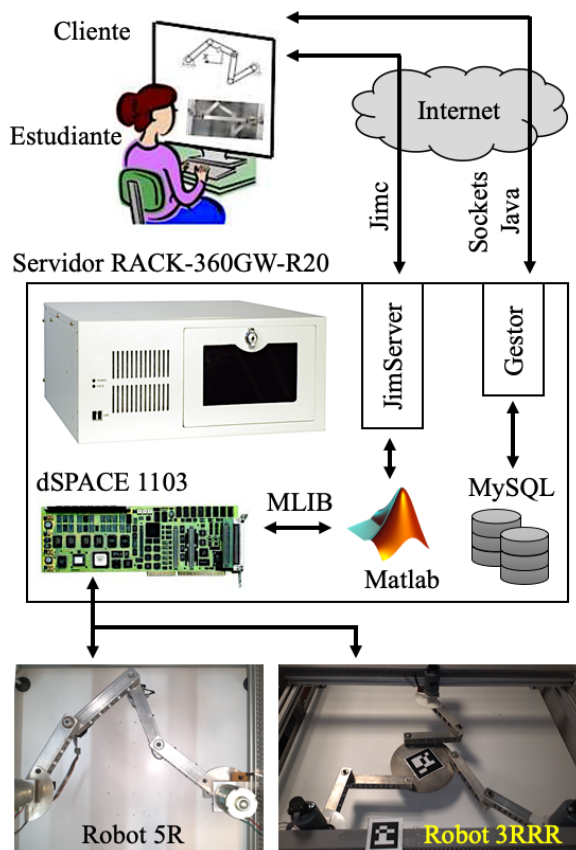 Cliente
Internet
Estudiante
Jimc
Sockets
Java
Servidor RACK-360GW-R20
JimServer
Gestor
dSPACE 1103
MLIB
MySQL
Matlab
Robot 5R
Robot 3RRR